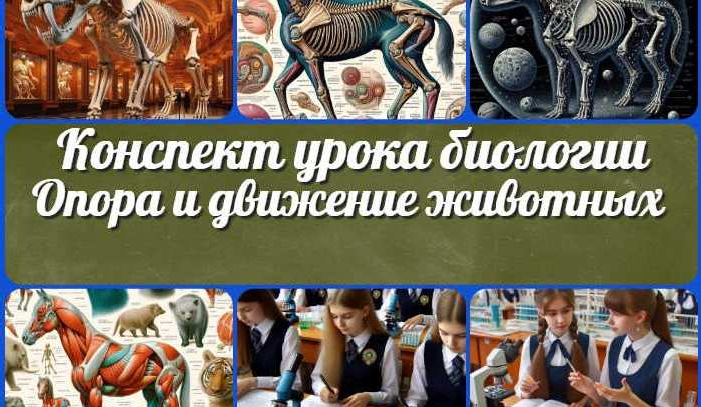 Конспект урока биологии
Опора и движение животных